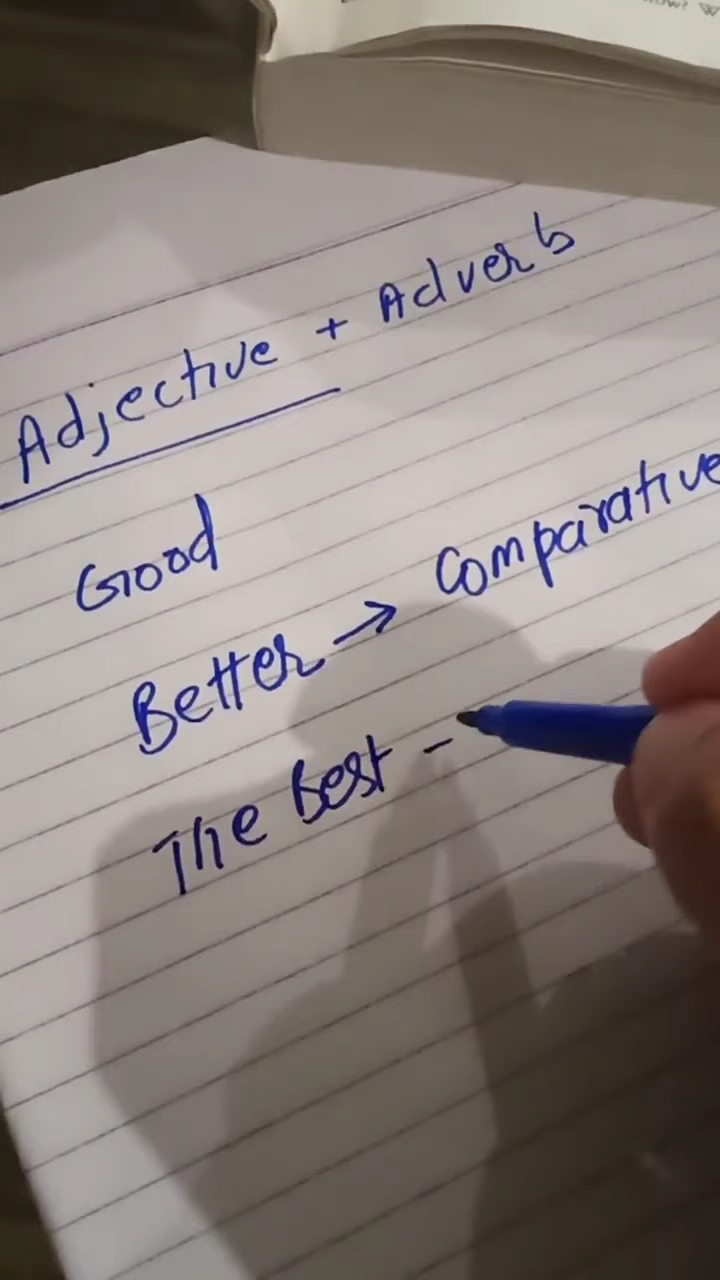 Adjective + Adverb
Good
Better → Comparative
The Best -